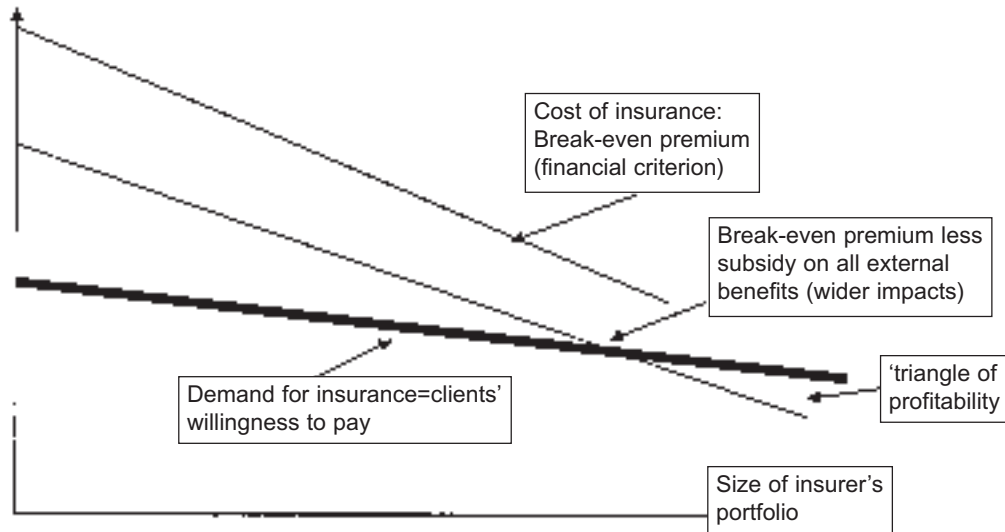 Cost of insurance:
Break-even premium
(financial criterion)
Break-even premium less
subsidy on all external
benefits (wider impacts)
Demand for insurance=clients’
willingness to pay
‘triangle of
profitability
Size of insurer’s
portfolio